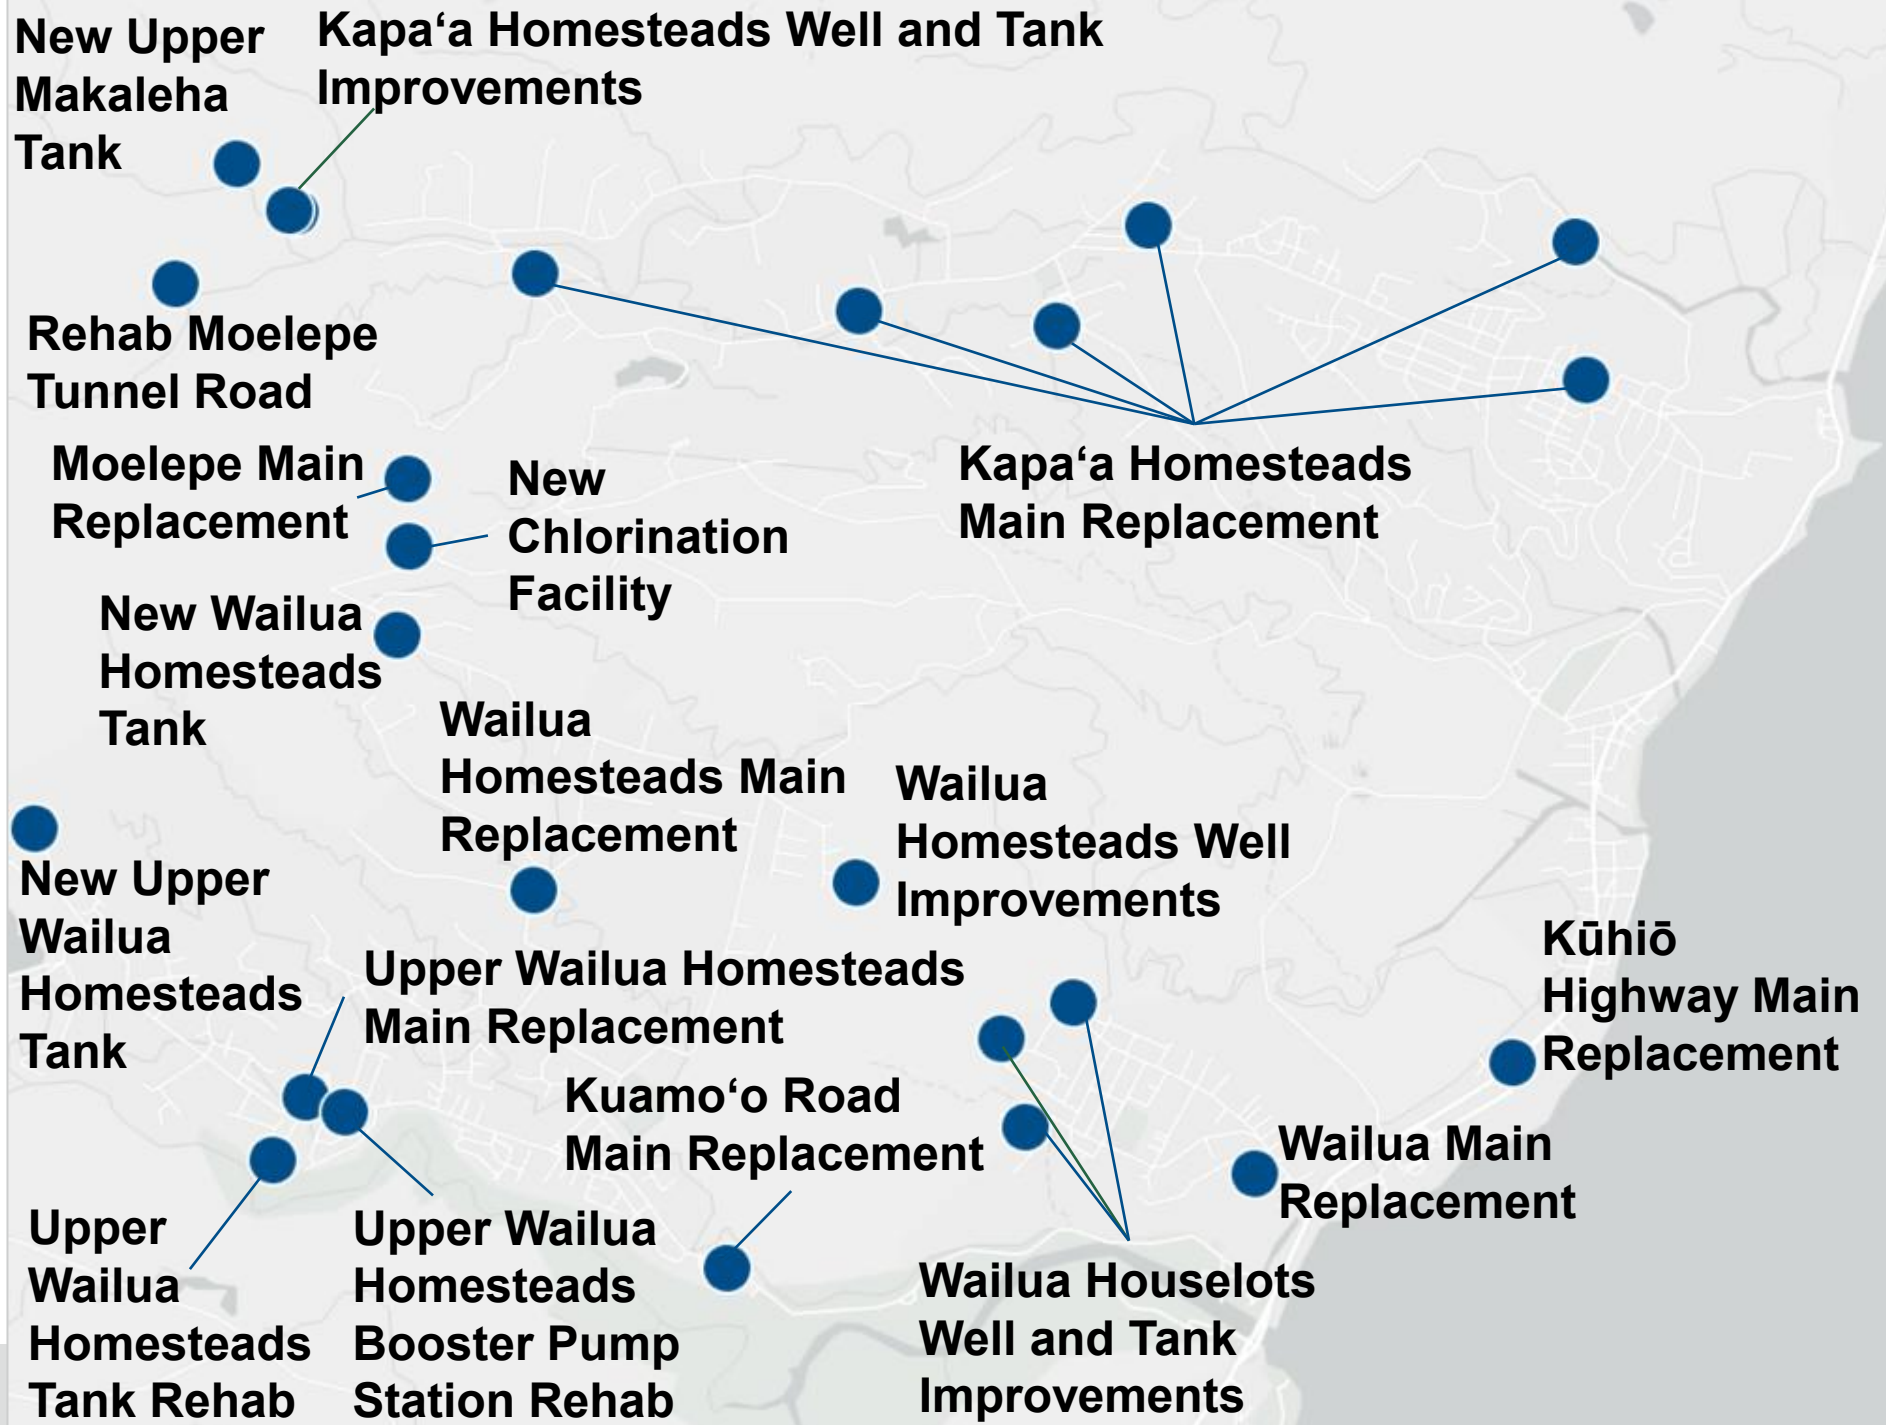 New Upper
Makaleha
Tank
Kapaʻa Homesteads Well and Tank
Improvements
Rehab Moelepe
Tunnel Road
Moelepe Main
Replacement
New
Chlorination
Facility
Kapaʻa Homesteads
Main Replacement
New Wailua
Homesteads
Tank
Wailua
Homesteads Main
Replacement
Wailua
Homesteads Well
Improvements
New Upper
Wailua
Homesteads
Tank
Upper Wailua Homesteads
Main Replacement
Kūhiō
Highway Main
Replacement
Kuamoʻo Road
Main Replacement
Wailua Main
Replacement
Upper
Wailua
Homesteads
Tank Rehab
Upper Wailua
Homesteads
Booster Pump
Station Rehab
Wailua Houselots
Well and Tank
Improvements